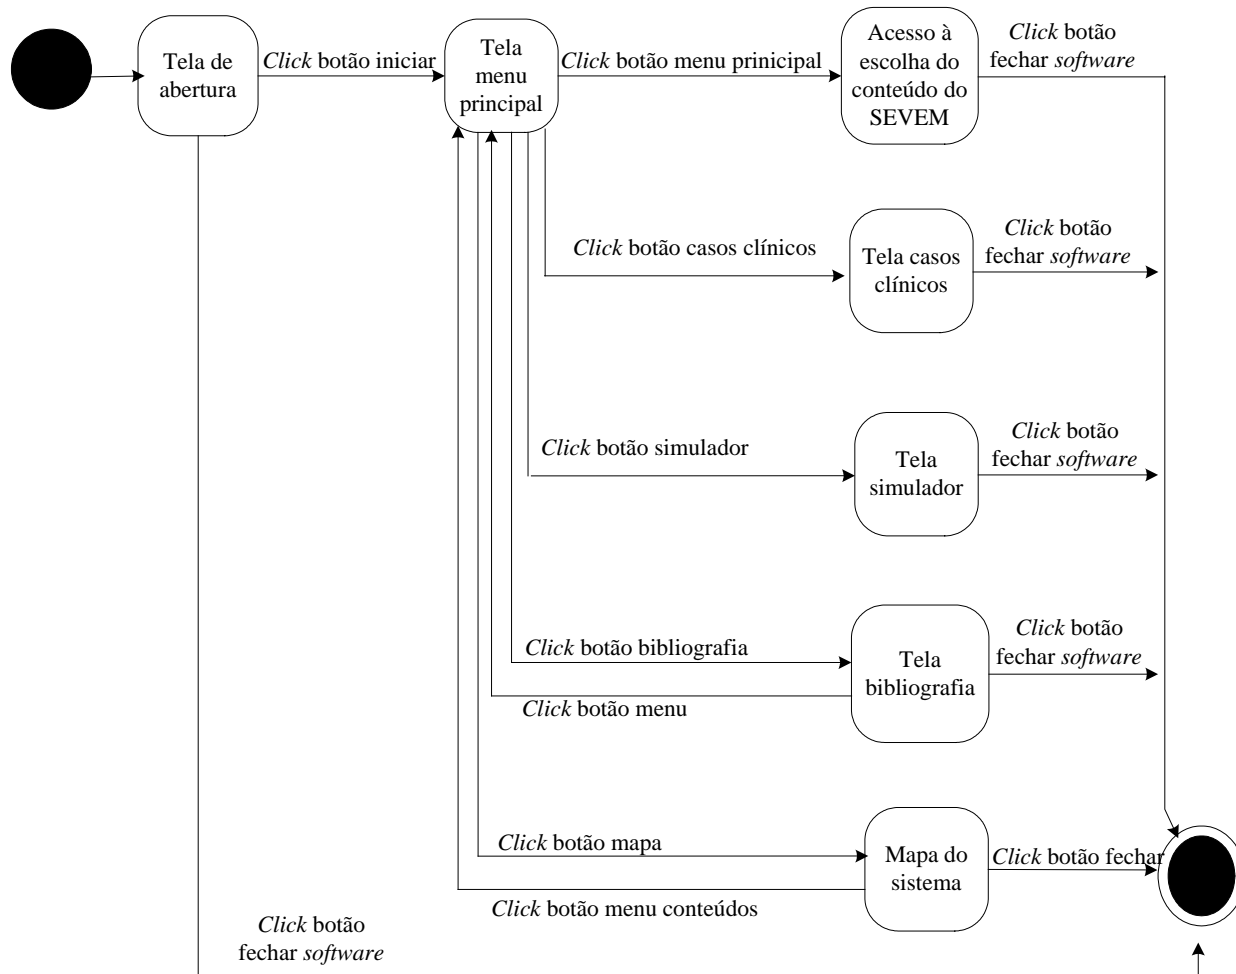 Tela de
abertura
Click botão iniciar
Tela
menu
principal
Click botão menu prinicipal
Acesso à
escolha do
conteúdo do
SEVEM
Click botão
fechar software
Click botão casos clínicos
Tela casos
clínicos
Click botão
fechar software
Click botão simulador
Tela
simulador
Click botão
fechar software
Click botão bibliografia
Tela
bibliografia
Click botão
fechar software
Click botão menu
Click botão mapa
Mapa do
sistema
Click botão fechar
Click botão menu conteúdos
Click botão
fechar software